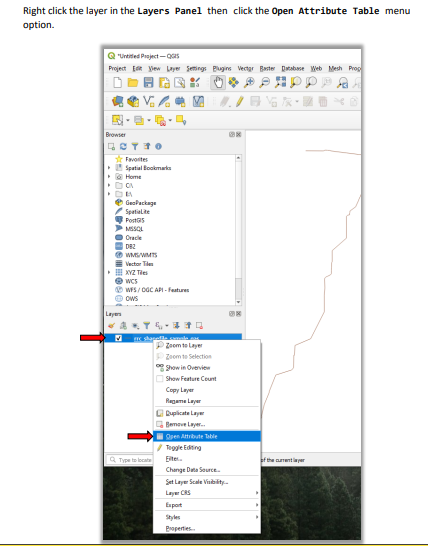 Right click the layer in the Layers Panel then click the Open Attribute Table menu
option.
*Untitled Project — QGIS
Project Edit View Layer Settings Plugins Vector Raster Database Web Mesh Proc
Browser
Favorites
Spatial Bookmarks
Home
C:\
E:\
GeoPackage
SpatiaLite
PostGIS
MSSQL
Oracle
DB2
WMS/WMTS
Vector Tiles
XYZ Tiles
WCS
WFS / OGC API - Features
OWS
Layers
Zoom to Layer
Zoom to Selection
Show in Overview
Show Feature Count
Copy Layer
Rename Layer
Duplicate Layer
Remove Layer...
Open Attribute Table
Toggle Editing
Filter...
Change Data Source...
Set Layer Scale Visibility...
Layer CRS
Export
Styles
Properties...
Type to locate
of the current layer